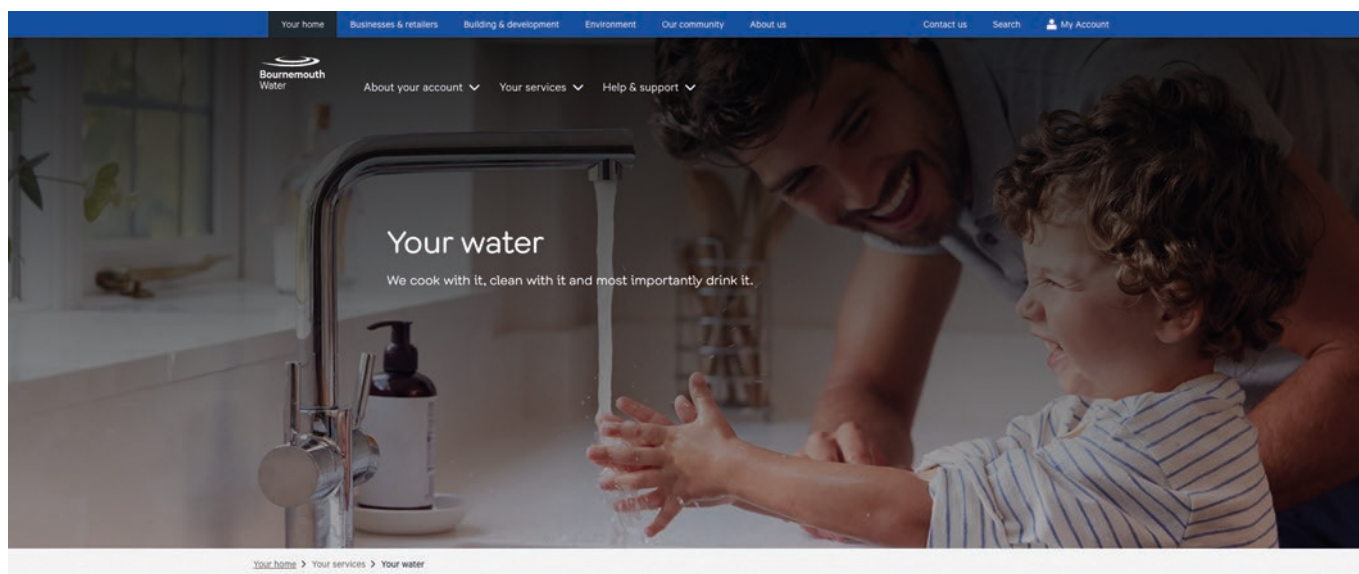 Your home Businesses & retailers Building & development Environment Our community About us Contact us Search My Account
Bournemouth
Water
About your account Your services Help & support
Your water
We cook with it, clean with it and most importantly drink it.
Your home > Your services > Your water